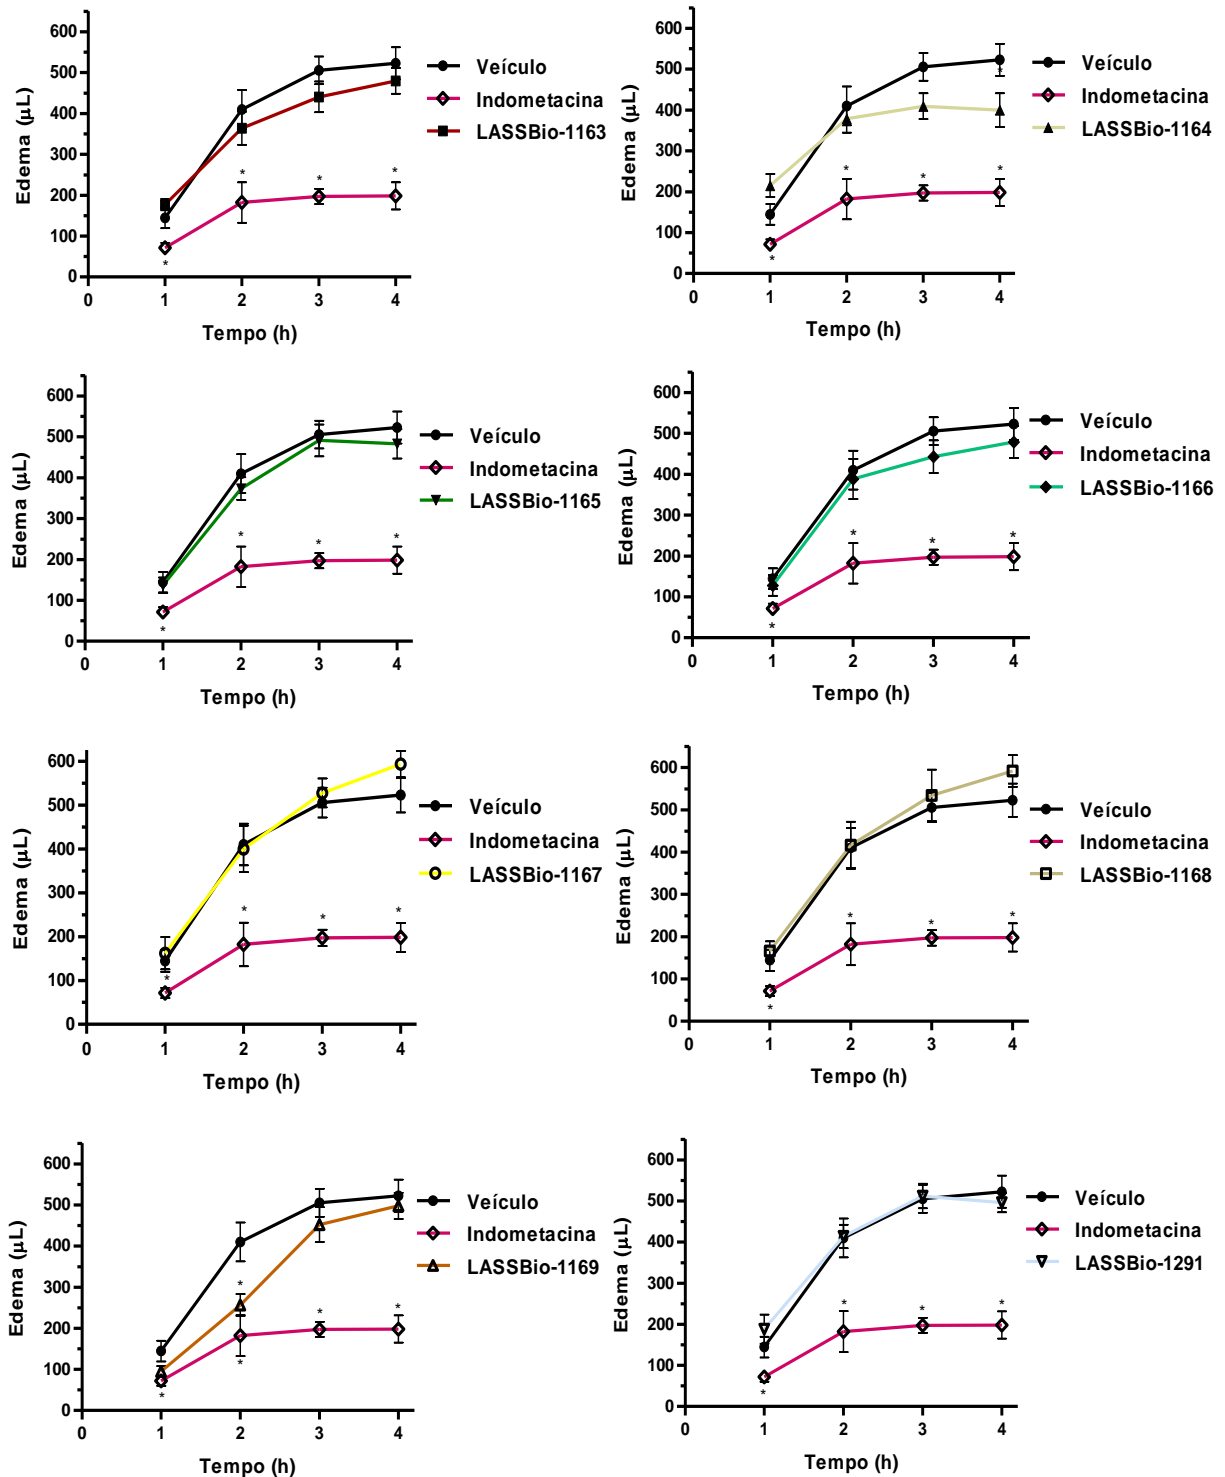 600
500
400
300
200
100
0
Edema (µL)
0 1 2 3 4
Tempo (h)
Veículo
Indometacina
LASSBio-1163
* * * *
600
500
400
300
200
100
0
Edema (µL)
0 1 2 3 4
Tempo (h)
Veículo
Indometacina
LASSBio-1164
* * * * *
600
500
400
300
200
100
0
Edema (µL)
0 1 2 3 4
Tempo (h)
Veículo
Indometacina
LASSBio-1165
* * * *
600
500
400
300
200
100
0
Edema (µL)
0 1 2 3 4
Tempo (h)
Veículo
Indometacina
LASSBio-1166
* * * *
600
500
400
300
200
100
0
Edema (µL)
0 1 2 3 4
Tempo (h)
Veículo
Indometacina
LASSBio-1167
* * * *
600
500
400
300
200
100
0
Edema (µL)
0 1 2 3 4
Tempo (h)
Veículo
Indometacina
LASSBio-1168
* * * *
600
500
400
300
200
100
0
Edema (µL)
0 1 2 3 4
Tempo (h)
Veículo
Indometacina
LASSBio-1169
* * * * *
600
500
400
300
200
100
0
Edema (µL)
0 1 2 3 4
Tempo (h)
Veículo
Indometacina
LASSBio-1291
* * * *